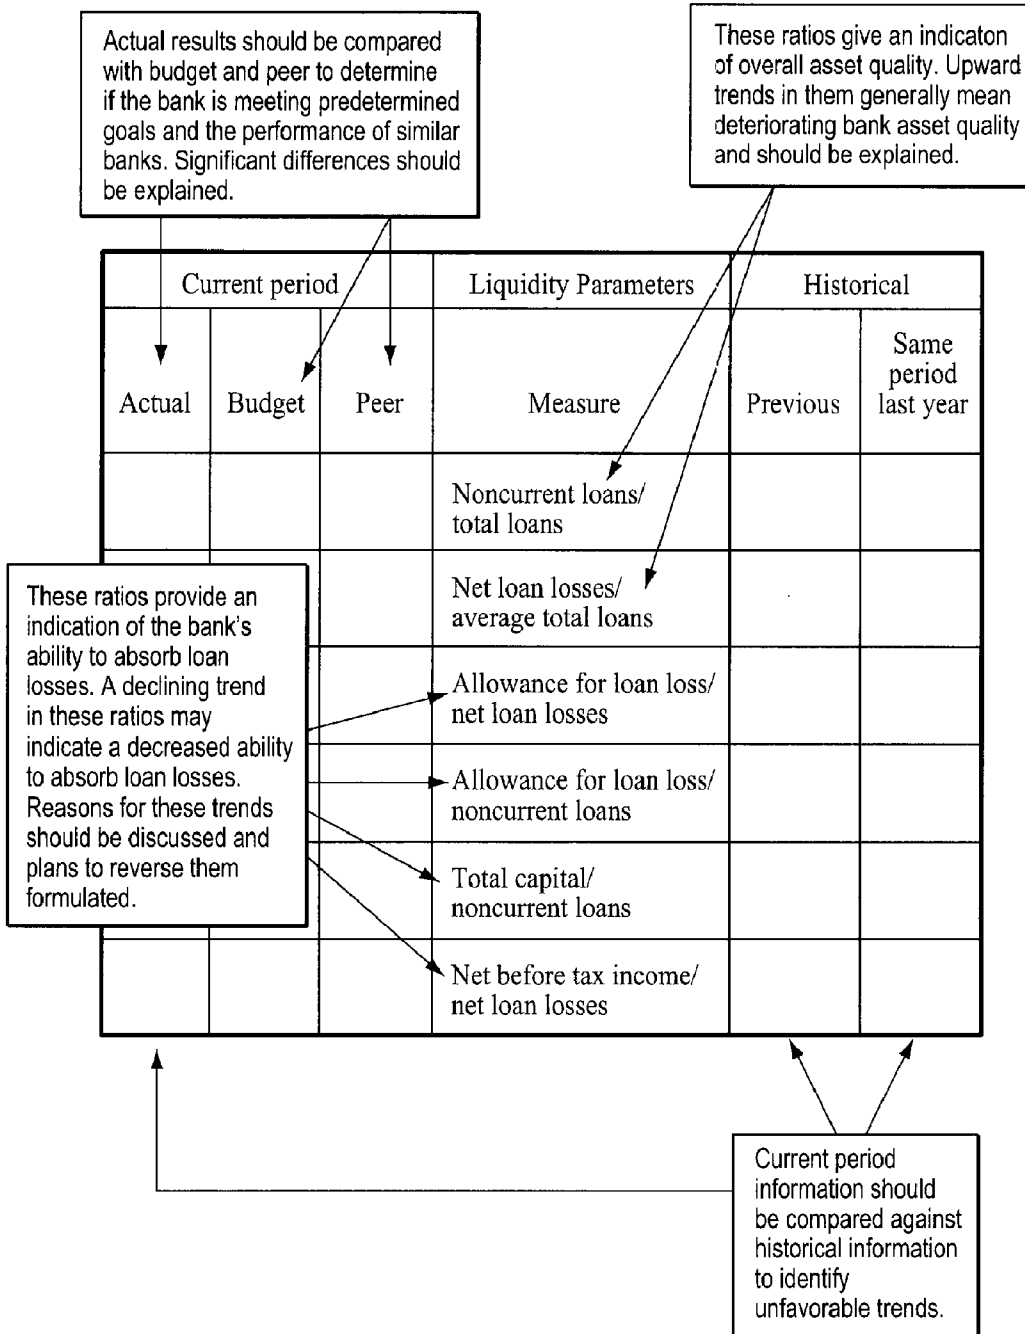 Actual results should be compared
with budget and peer to determine
if the bank is meeting predetermined
goals and the performance of similar
banks. Significant differences should
be explained.
These ratios give an indicaton
of overall asset quality. Upward
trends in them generally mean
deteriorating bank asset quality
and should be explained.
Current period
Liquidity Parameters
Historical
Actual
Budget
Peer
Measure
Previous
Same
period
last year
Noncurrent loans/
total loans
Net loan losses/
average total loans
These ratios provide an
indication of the bank's
ability to absorb loan
losses. A declining trend
in these ratios may
indicate a decreased ability
to absorb loan losses.
Reasons for these trends
should be discussed and
plans to reverse them
formulated.
Allowance for loan loss/
net loan losses
Allowance for loan loss/
noncurrent loans
Total capital/
noncurrent loans
Net before tax income/
net loan losses
Current period
information should
be compared against
historical information
to identify
unfavorable trends.